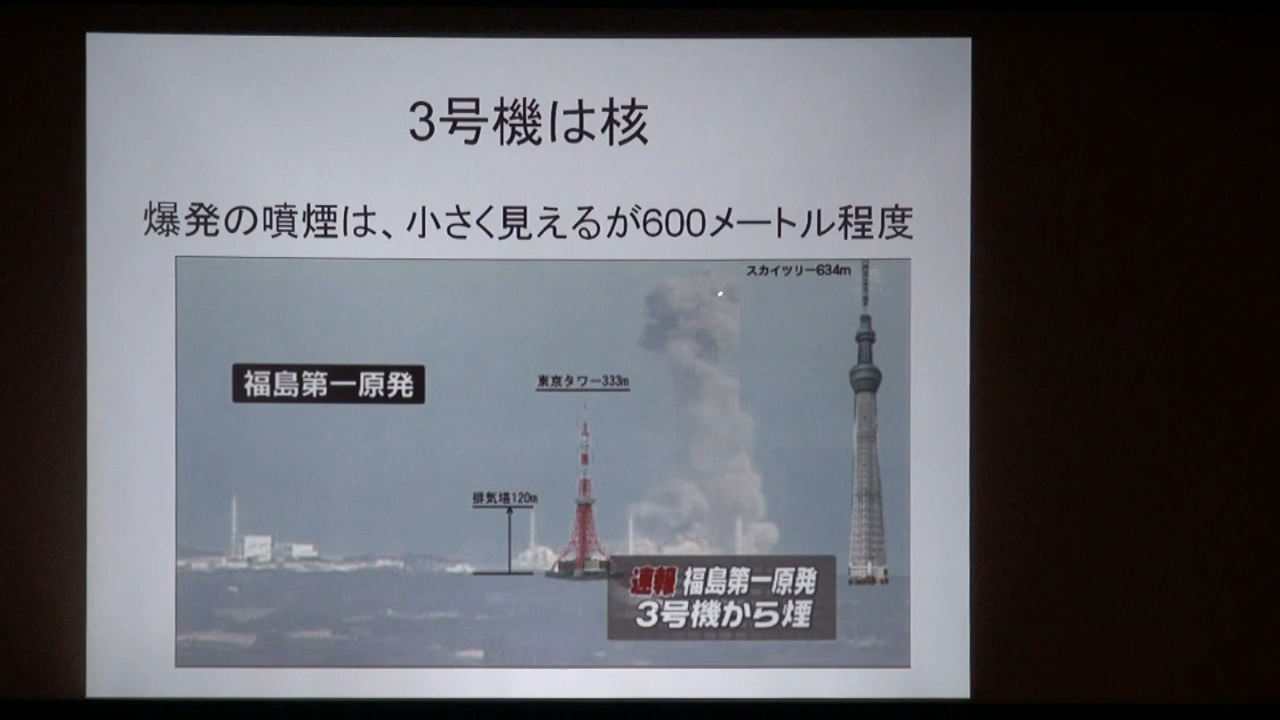 3号機は核
爆発の噴煙は、小さく見えるが600メートル程度
スカイツリー634m
福島第一原発
東京タワー333m
排気塔120m
速報 福島第一原発
3号機から煙